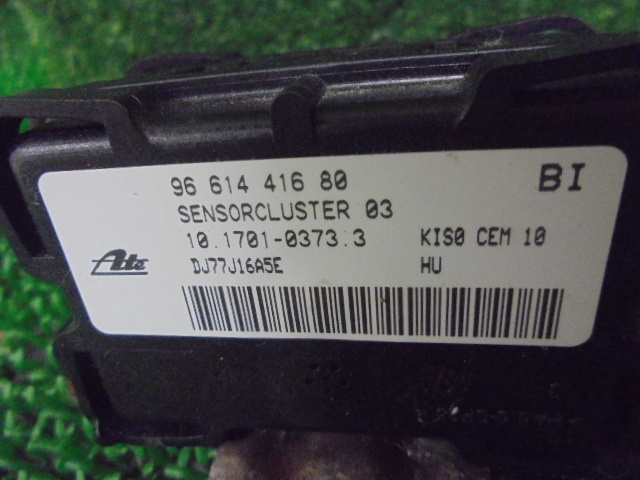 96 614 416 80 BI
SENSORCLUSTER 03
10.1701-0373.3 KIS0 CEM 10
Ate DJ77J16A5E HU